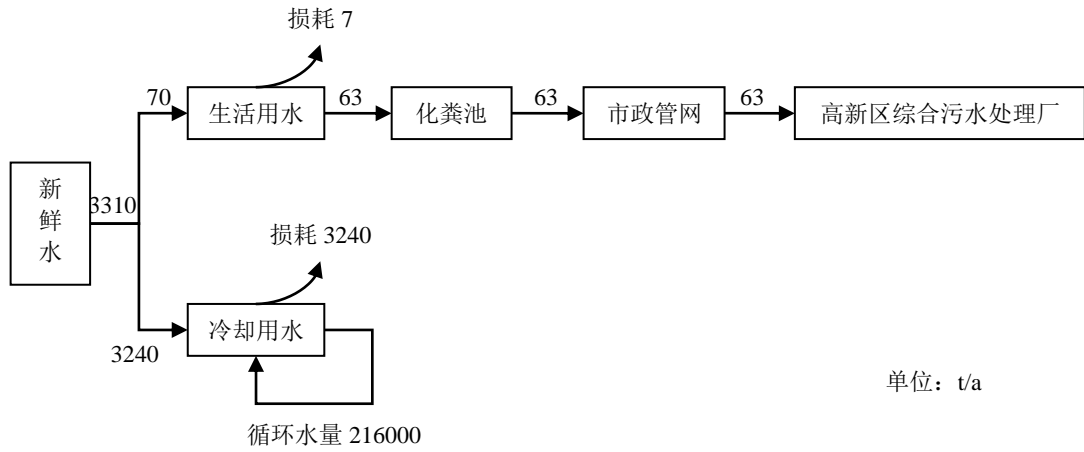 损耗 7
70
生活用水
63
化粪池
63
市政管网
63
高新区综合污水处理厂
新
鲜
水
3310
损耗 3240
冷却用水
3240
单位：t/a
循环水量 216000